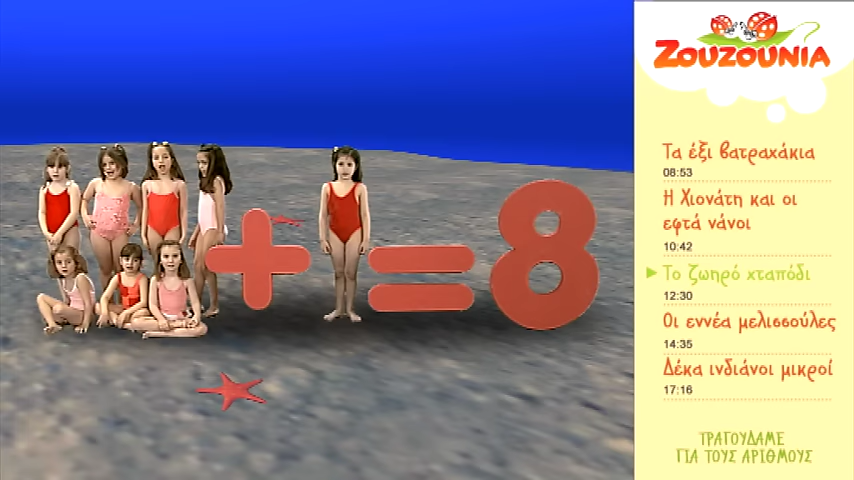 + = 8
ZOUZOUNIA
Τα έξι βατραχάκια
08:53
Η Χιονάτη και οι
εφτά νάνοι
10:42
Το ζωηρό χταπόδι
12:30
Οι εννέα μελισσούλες
14:35
Δέκα ινδιάνοι μικροί
17:16
ΤΡΑΓΟΥΔΑΜΕ
ΓΙΑ ΤΟΥΣ ΑΡΙΘΜΟΥΣ